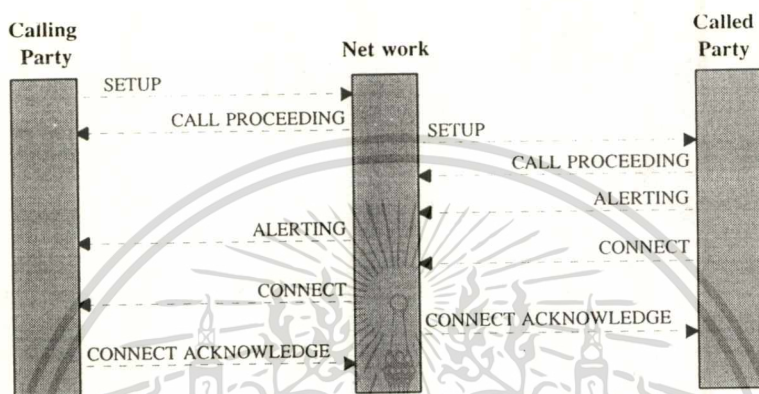 Calling
Party
Net work
Called
Party
SETUP
CALL PROCEEDING
SETUP
CALL PROCEEDING
ALERTING
ALERTING
CONNECT
CONNECT
CONNECT ACKNOWLEDGE
CONNECT ACKNOWLEDGE